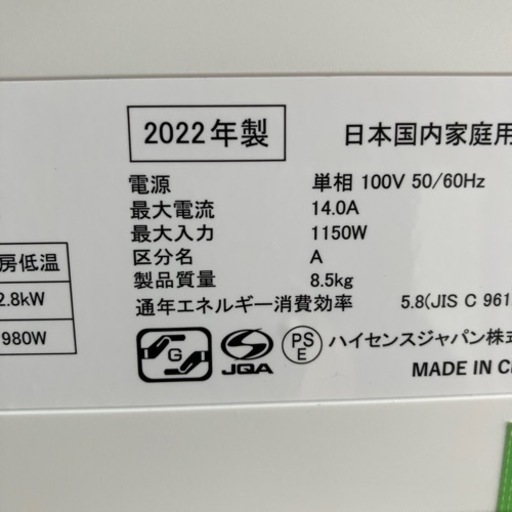 2022年製
日本国内家庭用
電源 単相 100V 50/60Hz
最大電流 14.0A
最大入力 1150W
区分名 A
製品質量 8.5kg
通年エネルギー消費効率 5.8(JIS C 961
房低温
2.8kW
980W
G
JQA
PS
E
ハイセンスジャパン株式
MADE IN C